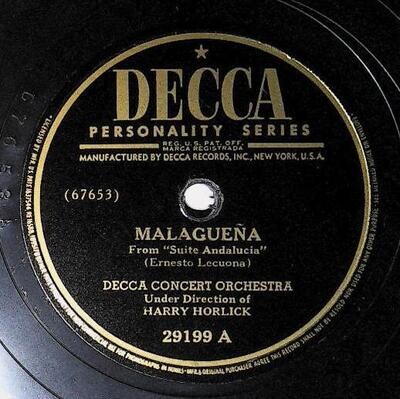 DECCA
PERSONALITY SERIES
REG. U.S. PAT. OFF.
MARCA REGISTRADA
MANUFACTURED BY DECCA RECORDS, INC., NEW YORK, U.S.A.
(67653)
MALAGUEÑA
From "Suite Andalucia"
(Ernesto Lecuona)
DECCA CONCERT ORCHESTRA
Under Direction of
HARRY HORLICK
29199 A